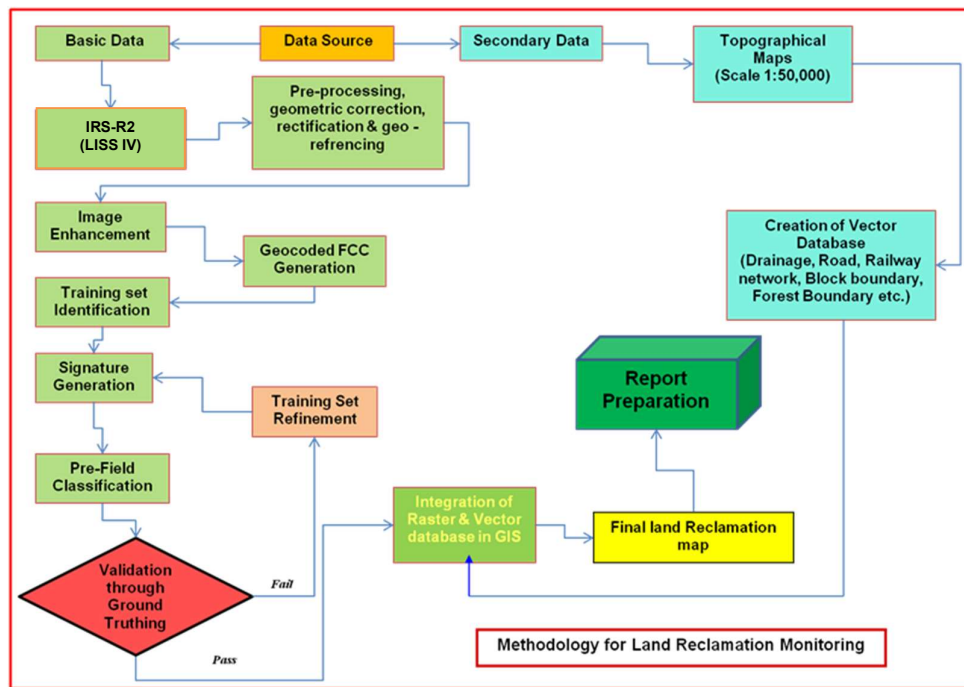 Basic Data
Data Source
Secondary Data
Topographical
Maps
(Scale 1:50,000)
IRS-R2
(LISS IV)
Pre-processing,
geometric correction,
rectification & geo -
refrencing
Image
Enhancement
Geocoded FCC
Generation
Creation of Vector
Database
(Drainage, Road, Railway
network, Block boundary,
Forest Boundary etc.)
Training set
Identification
Signature
Generation
Training Set
Refinement
Report
Preparation
Pre-Field
Classification
Integration of
Raster & Vector
database in GIS
Final land Reclamation
map
Validation
through
Ground
Truthing
Fail
Pass
Methodology for Land Reclamation Monitoring